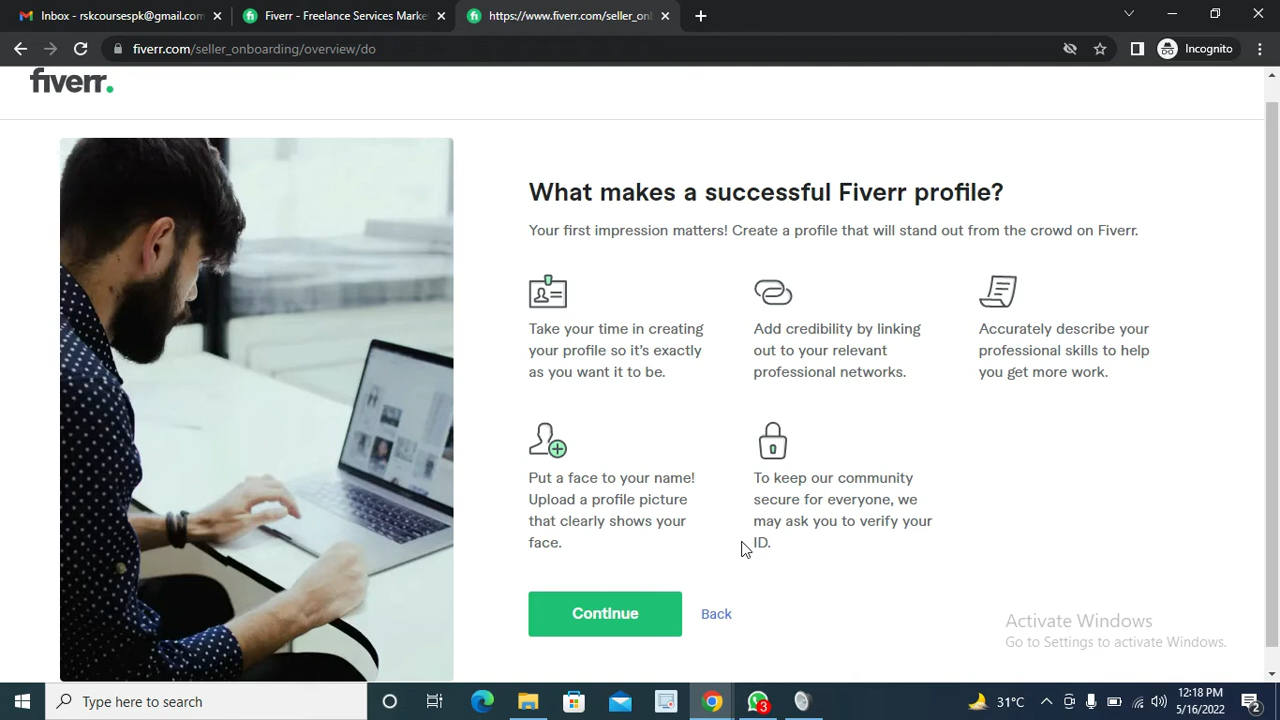 Inbox - rskoursespk@gmail.com
Fiverr - Freelance Services Marke
https://www.fiverr.com/seller_onl
fiverr.com/seller_onboarding/overview/do
Incognito
fiverr.
What makes a successful Fiverr profile?
Your first impression matters! Create a profile that will stand out from the crowd on Fiverr.
Take your time in creating
your profile so it's exactly
as you want it to be.
Add credibility by linking
out to your relevant
professional networks.
Accurately describe your
professional skills to help
you get more work.
Put a face to your name!
Upload a profile picture
that clearly shows your
face.
To keep our community
secure for everyone, we
may ask you to verify your
ID.
Continue
Back
Activate Windows
Go to Settings to activate Windows.
Type here to search
3
31°C
12:18 PM
5/16/2022
2